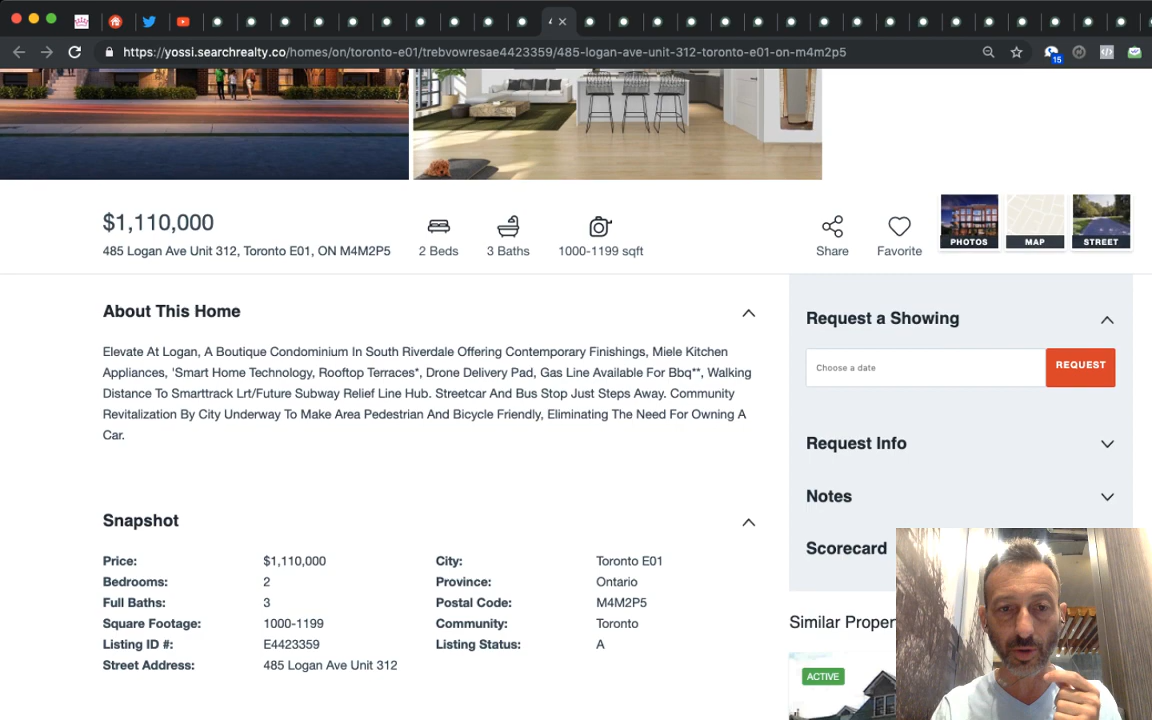 https://yossi.searchrealty.co/homes/on/toronto-e01/trebvowresae4423359/485-logan-ave-unit-312-toronto-e01-on-m4m2p5
15
$1,110,000
485 Logan Ave Unit 312, Toronto E01, ON M4M2P5
2 Beds
3 Baths
1000-1199 sqft
Share
Favorite
PHOTOS
MAP
STREET
About This Home
Elevate At Logan, A Boutique Condominium In South Riverdale Offering Contemporary Finishings, Miele Kitchen
Appliances, 'Smart Home Technology, Rooftop Terraces*, Drone Delivery Pad, Gas Line Available For Bbq**, Walking
Distance To Smarttrack Lrt/Future Subway Relief Line Hub. Streetcar And Bus Stop Just Steps Away. Community
Revitalization By City Underway To Make Area Pedestrian And Bicycle Friendly, Eliminating The Need For Owning A
Car.
Request a Showing
Choose a date
REQUEST
Request Info
Notes
Scorecard
Snapshot
Price: $1,110,000 City: Toronto E01
Bedrooms: 2 Province: Ontario
Full Baths: 3 Postal Code: M4M2P5
Square Footage: 1000-1199 Community: Toronto
Listing ID #: E4423359 Listing Status: A
Street Address: 485 Logan Ave Unit 312
Similar Proper
ACTIVE